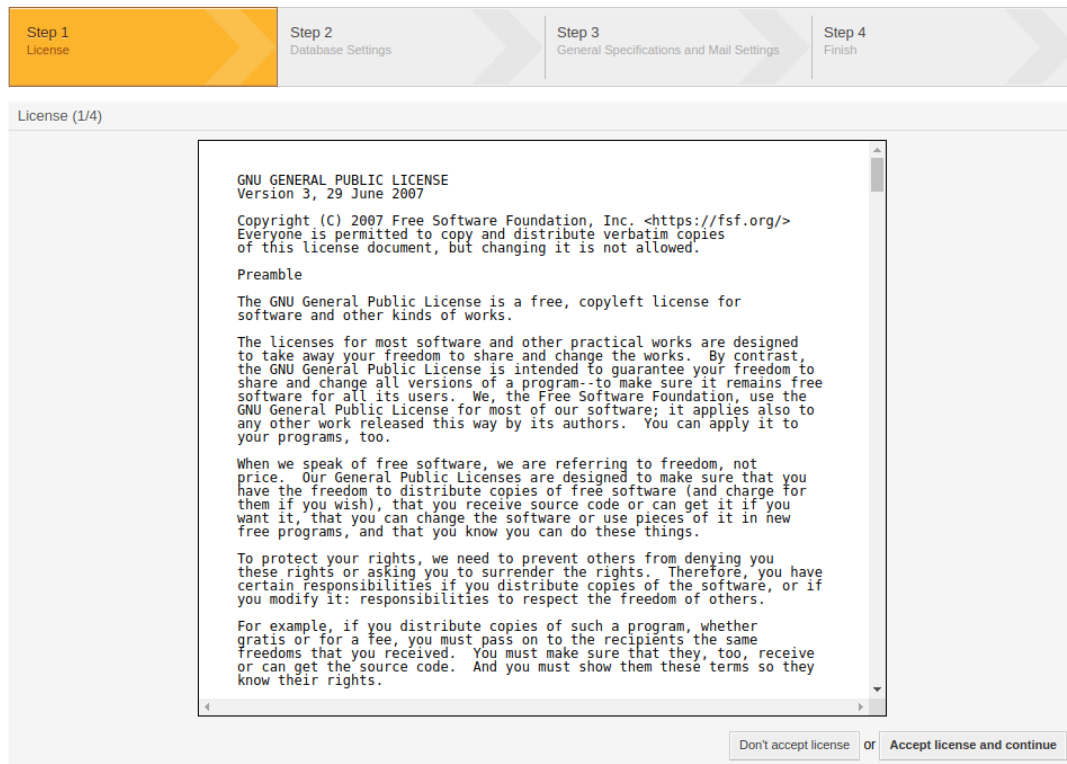 Step 1
License
Step 2
Database Settings
Step 3
General Specifications and Mail Settings
Step 4
Finish
License (1/4)
GNU GENERAL PUBLIC LICENSE
Version 3, 29 June 2007
Copyright (C) 2007 Free Software Foundation, Inc. <https://fsf.org/>
Everyone is permitted to copy and distribute verbatim copies
of this license document, but changing it is not allowed.
Preamble
The GNU General Public License is a free, copyleft license for
software and other kinds of works.
The licenses for most software and other practical works are designed
to take away your freedom to share and change the works.  By contrast,
the GNU General Public License is intended to guarantee your freedom to
share and change all versions of a program--to make sure it remains free
software for all its users.  We, the Free Software Foundation, use the
GNU General Public License for most of our software; it applies also to
any other work released this way by its authors.  You can apply it to
your programs, too.
When we speak of free software, we are referring to freedom, not
price.  Our General Public Licenses are designed to make sure that you
have the freedom to distribute copies of free software (and charge for
them if you wish), that you receive source code or can get it if you
want it, that you can change the software or use pieces of it in new
free programs, and that you know you can do these things.
To protect your rights, we need to prevent others from denying you
these rights or asking you to surrender the rights.  Therefore, you have
certain responsibilities if you distribute copies of the software, or if
you modify it: responsibilities to respect the freedom of others.
For example, if you distribute copies of such a program, whether
gratis or for a fee, you must pass on to the recipients the same
freedoms that you received.  You must make sure that they, too, receive
or can get the source code.  And you must show them these terms so they
know their rights.
Don't accept license or Accept license and continue